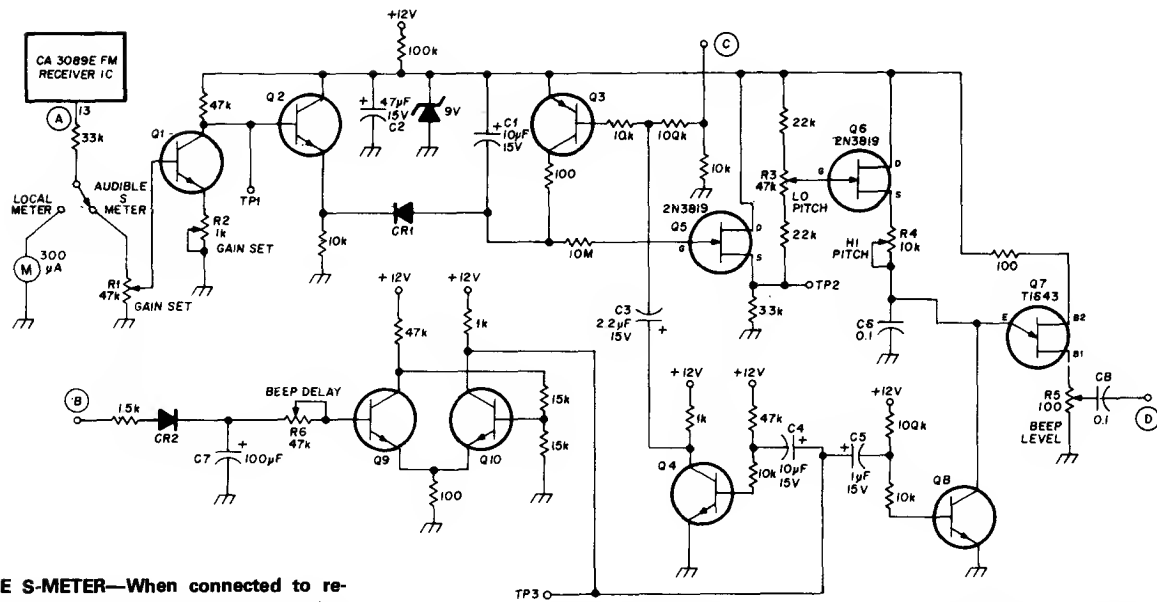 +12V
100k
C
CA 3089E FM
RECEIVER IC
13
A
33k
47k
Q1
Q2
47µF
15V
C2
9V
C1
10µF
15V
Q3
10k
100k
10k
22k
Q6
2N3819
G
D
S
R3
47k
LO
PITCH
22k
LOCAL
METER
AUDIBLE
S
METER
TP1
R2
1k
GAIN SET
100
2N3819
Q5
G
D
S
R4
10k
HI
PITCH
100
M
300
µA
R1
47k
GAIN SET
10k
CR1
10M
TP2
3.3k
Q7
TIS43
E
B2
B1
C6
0.1
+12V
+12V
47k
1k
C3
2.2µF
15V
+12V
+12V
+12V
R5
100
BEEP
LEVEL
C8
0.1
D
B
1.5k
CR2
BEEP DELAY
R6
47k
C7
100µF
Q9
Q10
15k
15k
100
1k
47k
C4
10µF
15V
10k
Q4
C5
1µF
15V
100k
10k
Q8
E S-METER—When connected to re-
TP3